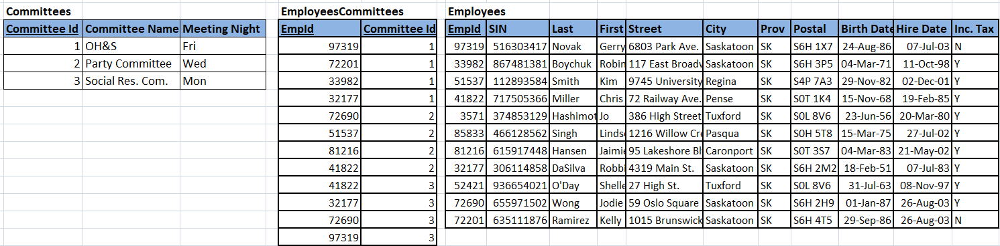 Committees EmployeesCommittees Employees
Committee Id Committee Name Meeting Night EmpId Committee Id EmpId SIN Last First Street City Prov Postal Birth Date Hire Date Inc. Tax
1 OH&S Fri 97319 1 97319 516303417 Novak Gerry 6803 Park Ave. Saskatoon SK S6H 1X7 24-Aug-86 07-Jul-03 N
2 Party Committee Wed 72201 1 33982 867481381 Boychuk Robin 117 East Broadw Saskatoon SK S6H 3P5 04-Mar-71 11-Oct-98 Y
3 Social Res. Com. Mon 33982 1 51537 112893584 Smith Kim 9745 University Regina SK S4P 7A3 29-Nov-82 02-Dec-01 Y
32177 1 41822 717505366 Miller Chris 72 Railway Ave. Pense SK S0T 1K4 15-Nov-68 19-Feb-85 Y
72690 2 3571 374853129 Hashimot Jo 386 High Street Tuxford SK S0L 8V6 23-Jun-56 20-Mar-80 Y
51537 2 85833 466128562 Singh Linds 1216 Willow Cre Pasqua SK S0H 5T8 15-Mar-75 27-Jul-02 Y
81216 2 81216 615917448 Hansen Jaimi 95 Lakeshore Bl Caronport SK S0T 3S7 04-Mar-83 21-May-02 Y
41822 2 32177 306114858 DaSilva Robb 4319 Main St. Saskatoon SK S6H 2M2 18-Feb-51 07-Jul-83 Y
41822 3 52421 936654021 O'Day Shelle 27 High St. Tuxford SK S0L 8V6 31-Jul-63 08-Nov-97 Y
32177 3 72690 655971502 Wong Jodie 59 Oslo Square Saskatoon SK S6H 2H9 01-Jan-87 26-Aug-03 Y
72690 3 72201 635111876 Ramirez Kelly 1015 Brunswick Saskatoon SK S6H 4T5 29-Sep-86 26-Aug-03 N
97319 3